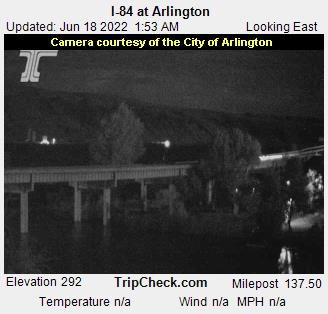 I-84 at Arlington
Updated: Jun 18 2022 1:53 AM Looking East
Camera courtesy of the City of Arlington
Elevation 292 TripCheck.com Milepost 137.50
Temperature n/a Wind n/a MPH n/a